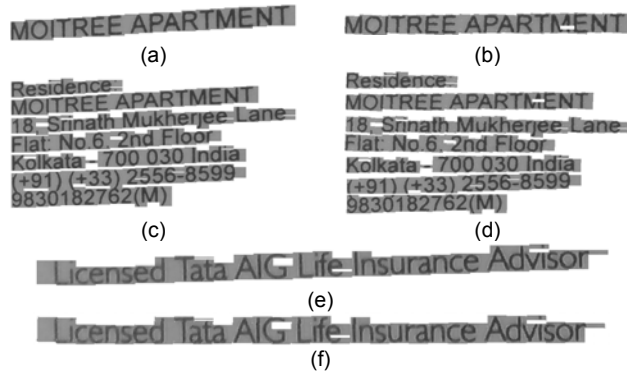 MOITREE APARTMENT
MOITREE APARTMENT
(a)
(b)
Residence
MOITREE APARTMENT
18, Srinath Mukherjee Lane
Flat: No.6, 2nd Floor
Kolkata - 700 030 India
(+91) (+33) 2556-8599
9830182762(M)
(c)
Residence
MOITREE APARTMENT
18, Srinath Mukherjee Lane
Flat: No.6, 2nd Floor
Kolkata - 700 030 India
(+91) (+33) 2556-8599
9830182762(M)
(d)
Licensed Tata AIG Life Insurance Advisor
(e)
Licensed Tata AIG Life Insurance Advisor
(f)